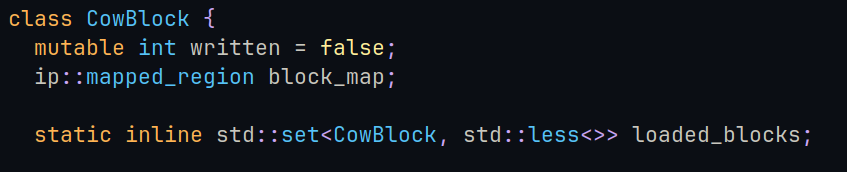 class CowBlock {
  mutable int written = false;
  ip::mapped_region block_map;
  static inline std::set<CowBlock, std::less<>> loaded_blocks;